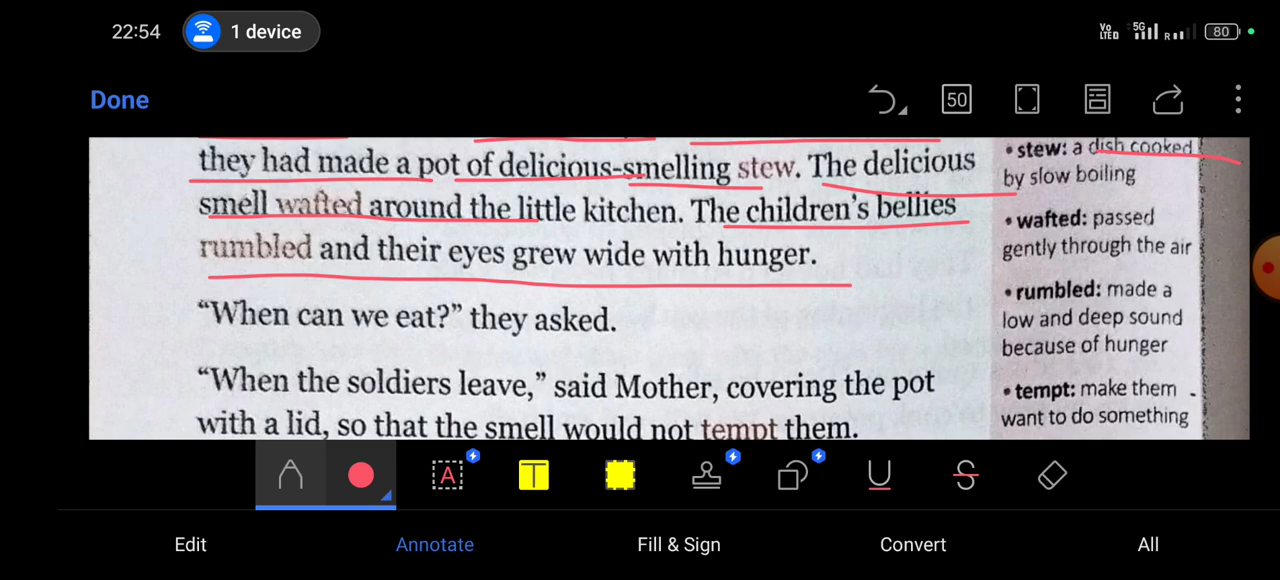 22:54
1 device
Vo LTED
5G
R
80
Done
50
they had made a pot of delicious-smelling stew. The delicious
smell wafted around the little kitchen. The children's bellies
rumbled and their eyes grew wide with hunger.
"When can we eat?" they asked.
"When the soldiers leave," said Mother, covering the pot
with a lid, so that the smell would not tempt them.
• stew: a dish cooked
by slow boiling
• wafted: passed
gently through the air
• rumbled: made a
low and deep sound
because of hunger
• tempt: make them
want to do something
A
T
U
S
Edit
Annotate
Fill & Sign
Convert
All